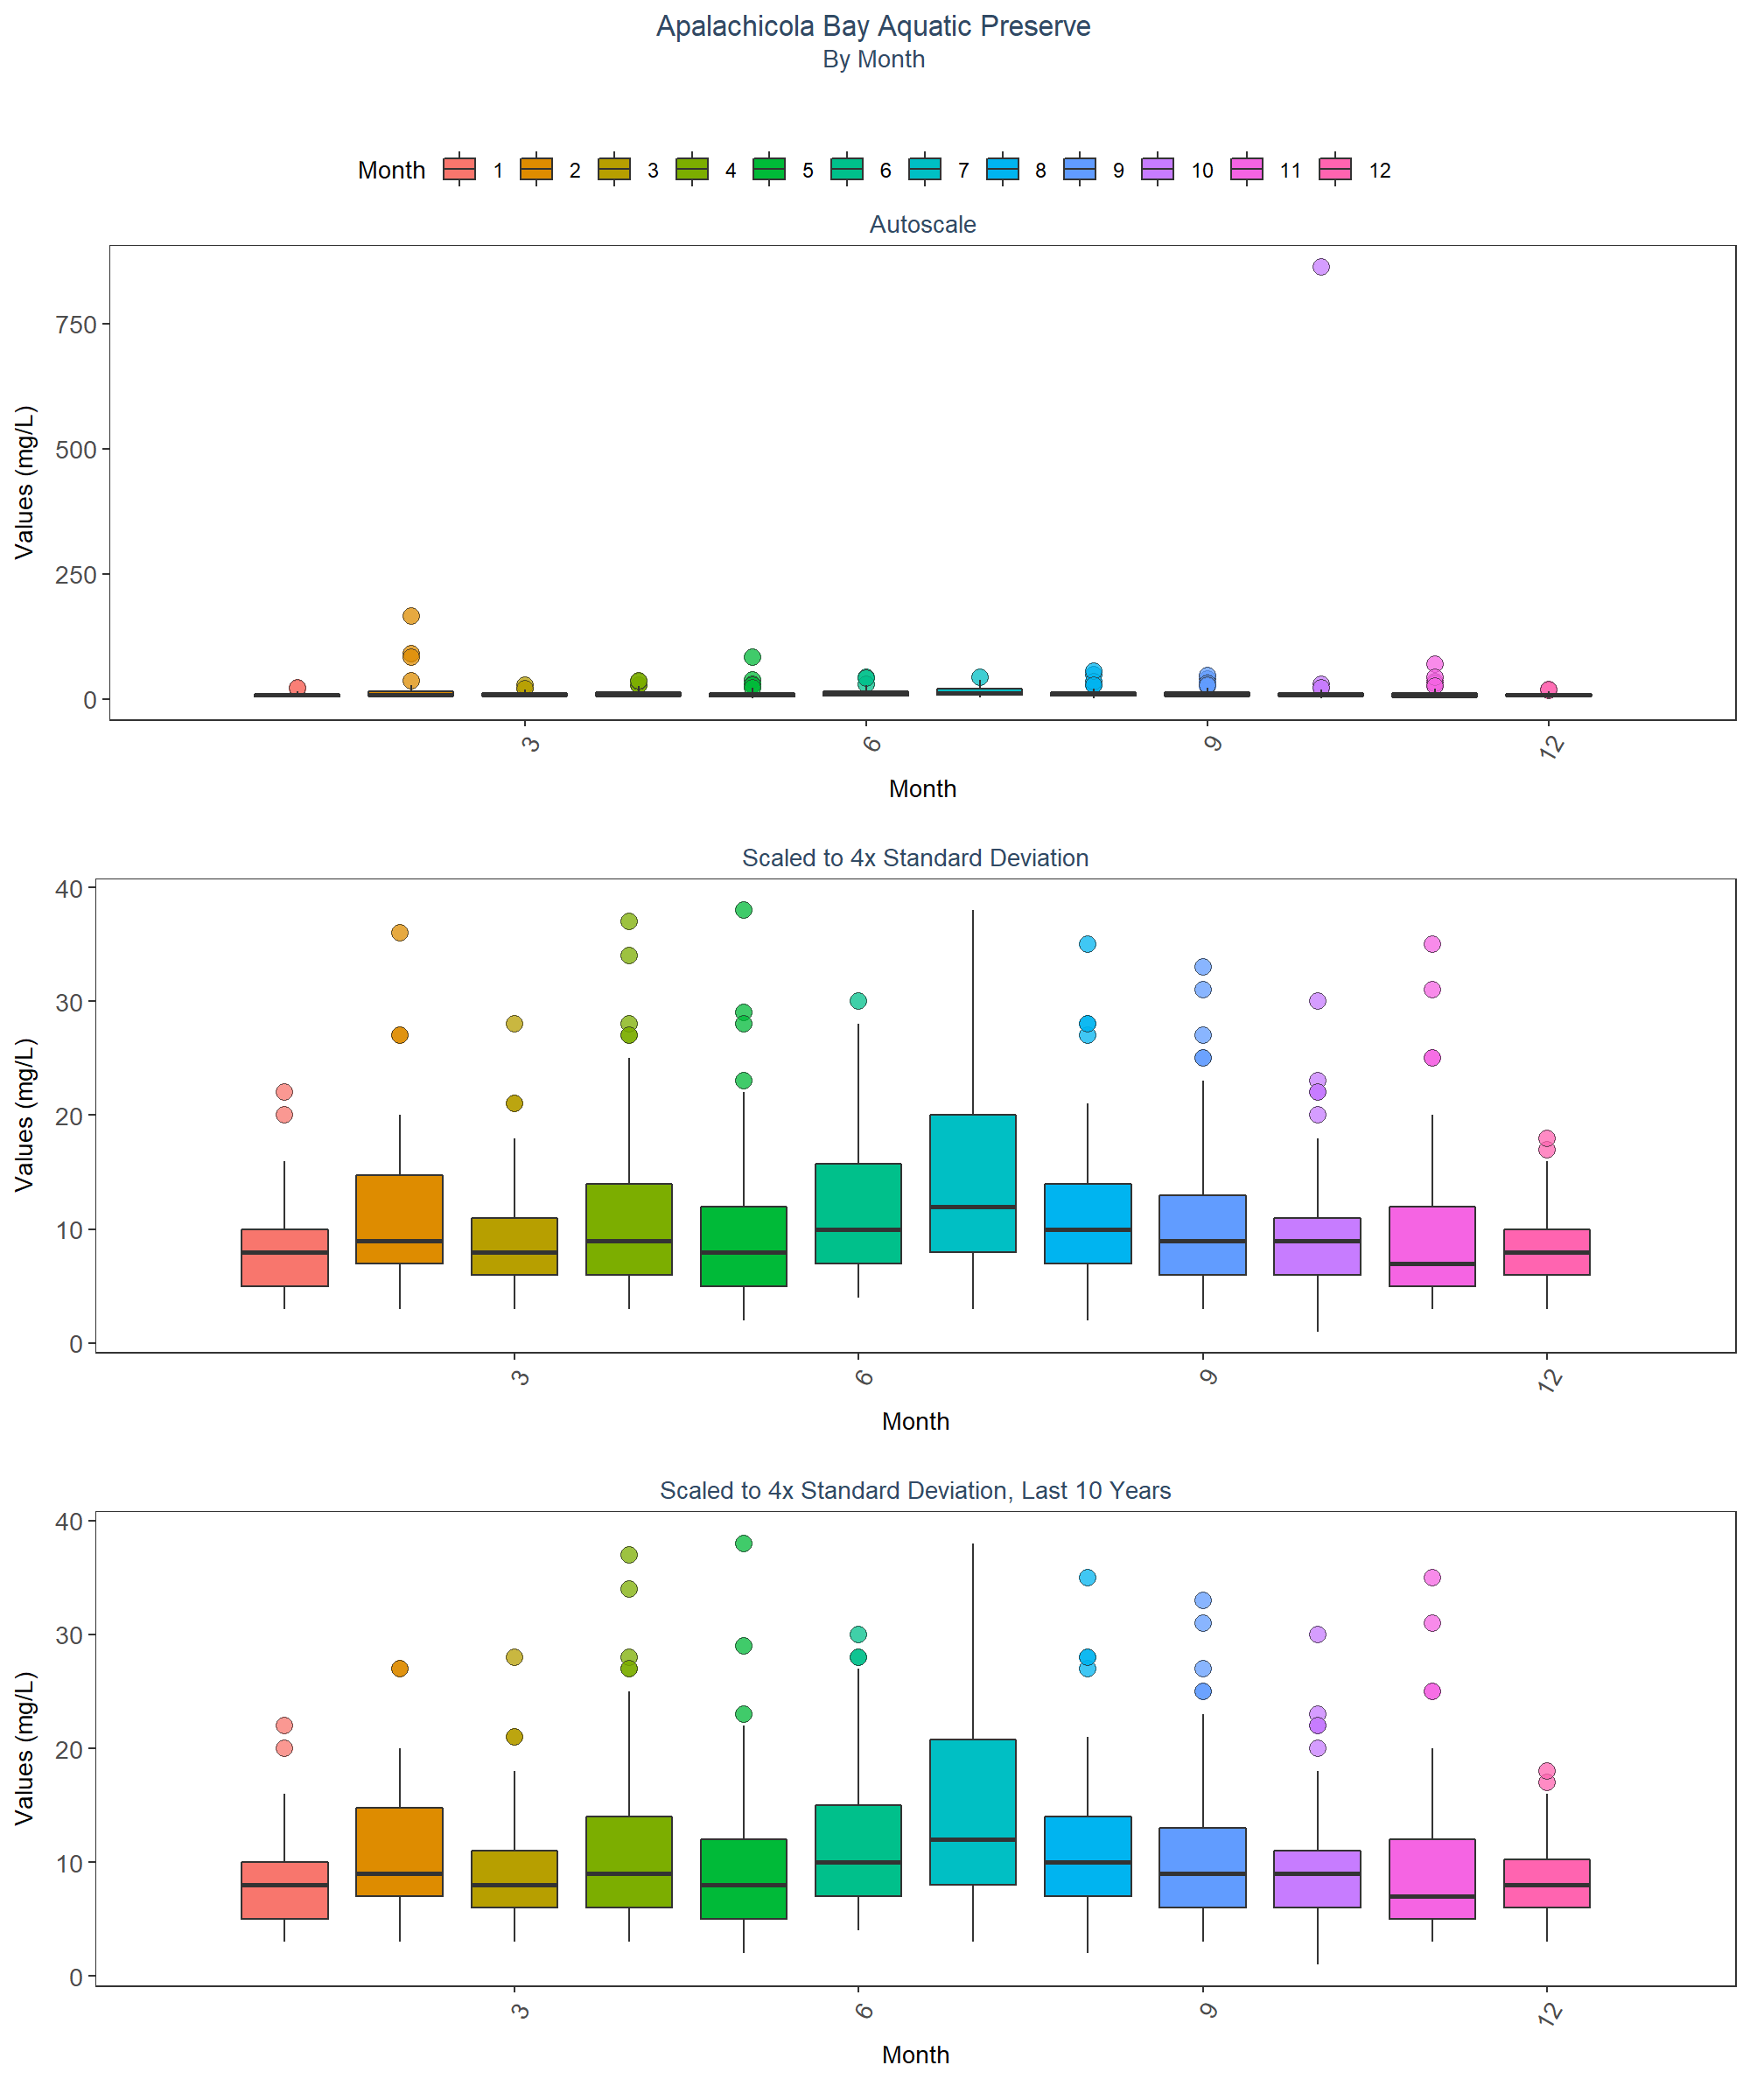 Apalachicola Bay Aquatic Preserve
By Month
Month 1 2 3 4 5 6 7 8 9 10 11 12
Autoscale
Values (mg/L)
750
500
250
0
3 6 9 12
Month
Scaled to 4x Standard Deviation
Values (mg/L)
40
30
20
10
0
3 6 9 12
Month
Scaled to 4x Standard Deviation, Last 10 Years
Values (mg/L)
40
30
20
10
0
3 6 9 12
Month